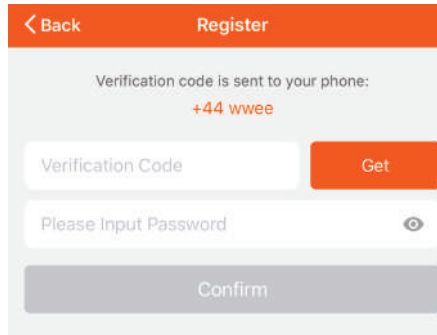 Back Register
Verification code is sent to your phone:
+44 wwee
Verification Code Get
Please Input Password
Confirm